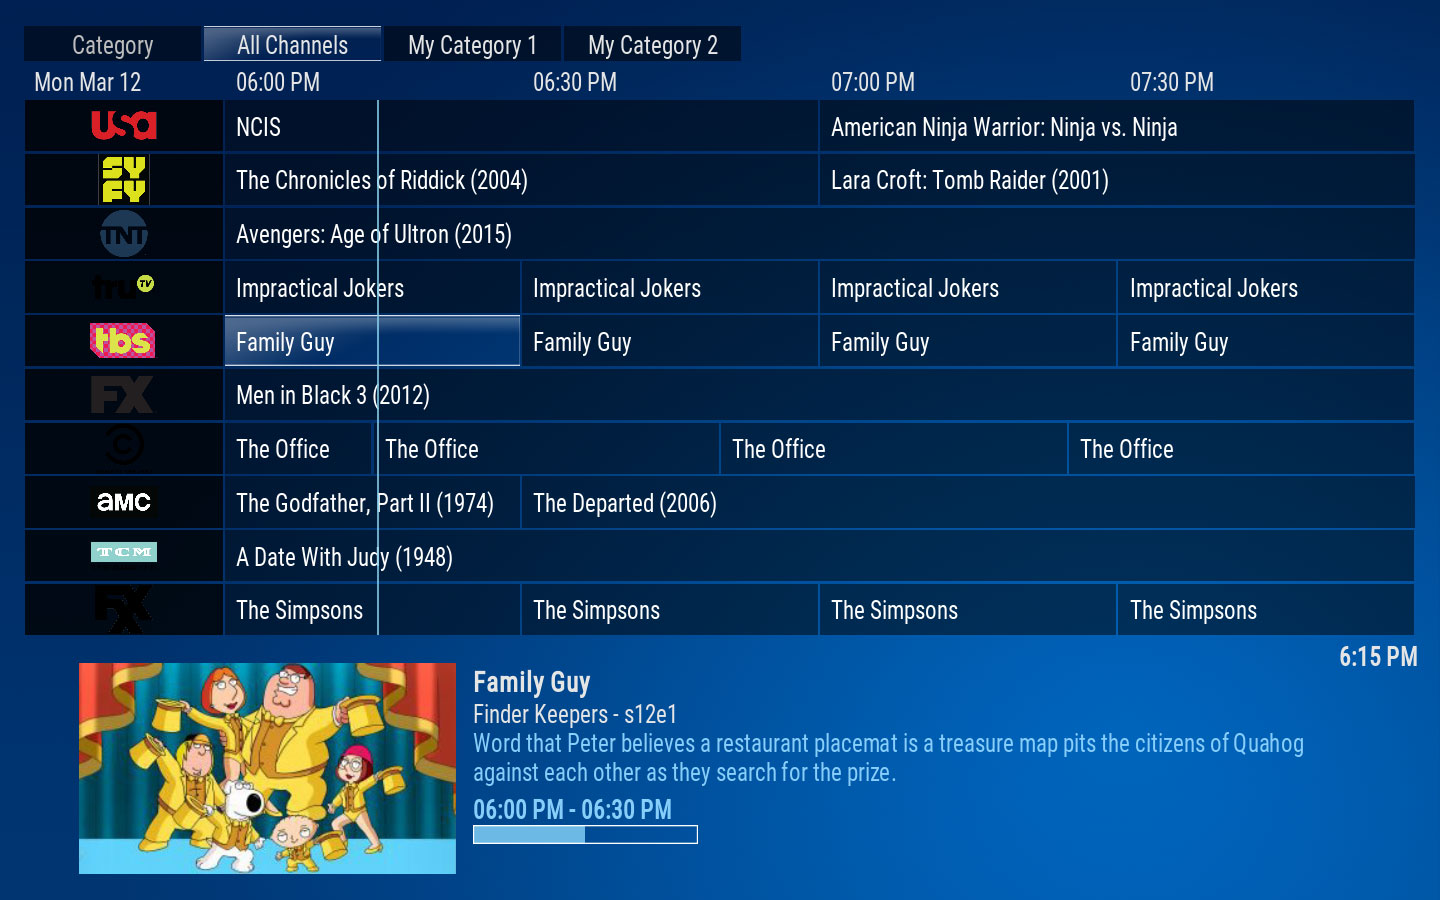 Category All Channels My Category 1 My Category 2
Mon Mar 12 06:00 PM 06:30 PM 07:00 PM 07:30 PM
usa NCIS American Ninja Warrior: Ninja vs. Ninja
SYFY The Chronicles of Riddick (2004) Lara Croft: Tomb Raider (2001)
TNT Avengers: Age of Ultron (2015)
truTV Impractical Jokers Impractical Jokers Impractical Jokers Impractical Jokers
tbs Family Guy Family Guy Family Guy Family Guy
FX Men in Black 3 (2012)
The Office The Office The Office The Office
aMC The Godfather, Part II (1974) The Departed (2006)
TCM A Date With Judy (1948)
FXX The Simpsons The Simpsons The Simpsons The Simpsons
6:15 PM
Family Guy
Finder Keepers - s12e1
Word that Peter believes a restaurant placemat is a treasure map pits the citizens of Quahog
against each other as they search for the prize.
06:00 PM - 06:30 PM